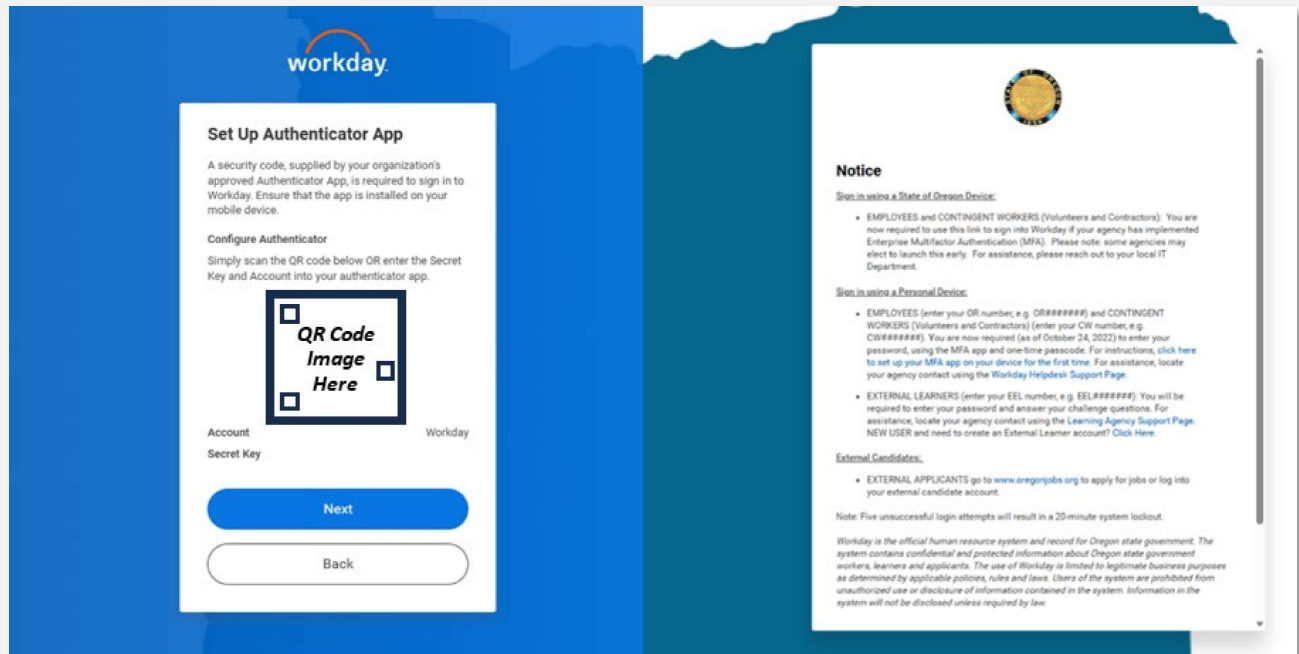 workday.
Set Up Authenticator App
A security code, supplied by your organization's
approved Authenticator App, is required to sign in to
Workday. Ensure that the app is installed on your
mobile device.
Configure Authenticator
Simply scan the QR code below OR enter the Secret
Key and Account into your authenticator app.
QR Code
Image
Here
Account Workday
Secret Key
Next
Back
STATE OF OREGON
1859
Notice
Sign in using a State of Oregon Device:
• EMPLOYEES and CONTINGENT WORKERS (Volunteers and Contractors): You are
now required to use this link to sign into Workday if your agency has implemented
Enterprise Multifactor Authentication (MFA). Please note: some agencies may
elect to launch this early. For assistance, please reach out to your local IT
Department.
Sign in using a Personal Device:
• EMPLOYEES (enter your OR number, e.g. OR#######) and CONTINGENT
WORKERS (Volunteers and Contractors) (enter your CW number, e.g.
CW#######). You are now required (as of October 24, 2022) to enter your
password, using the MFA app and one-time passcode. For instructions, click here
to set up your MFA app on your device for the first time. For assistance, locate
your agency contact using the Workday Helpdesk Support Page.
• EXTERNAL LEARNERS (enter your EEL number, e.g. EEL#######): You will be
required to enter your password and answer your challenge questions. For
assistance, locate your agency contact using the Learning Agency Support Page.
NEW USER and need to create an External Learner account? Click Here.
External Candidates:
• EXTERNAL APPLICANTS go to www.oregonjobs.org to apply for jobs or log into
your external candidate account.
Note: Five unsuccessful login attempts will result in a 20-minute system lockout.
Workday is the official human resource system and record for Oregon state government. The
system contains confidential and protected information about Oregon state government
workers, learners and applicants. The use of Workday is limited to legitimate business purposes
as determined by applicable policies, rules and laws. Users of the system are prohibited from
unauthorized use or disclosure of information contained in the system. Information in the
system will not be disclosed unless required by law.